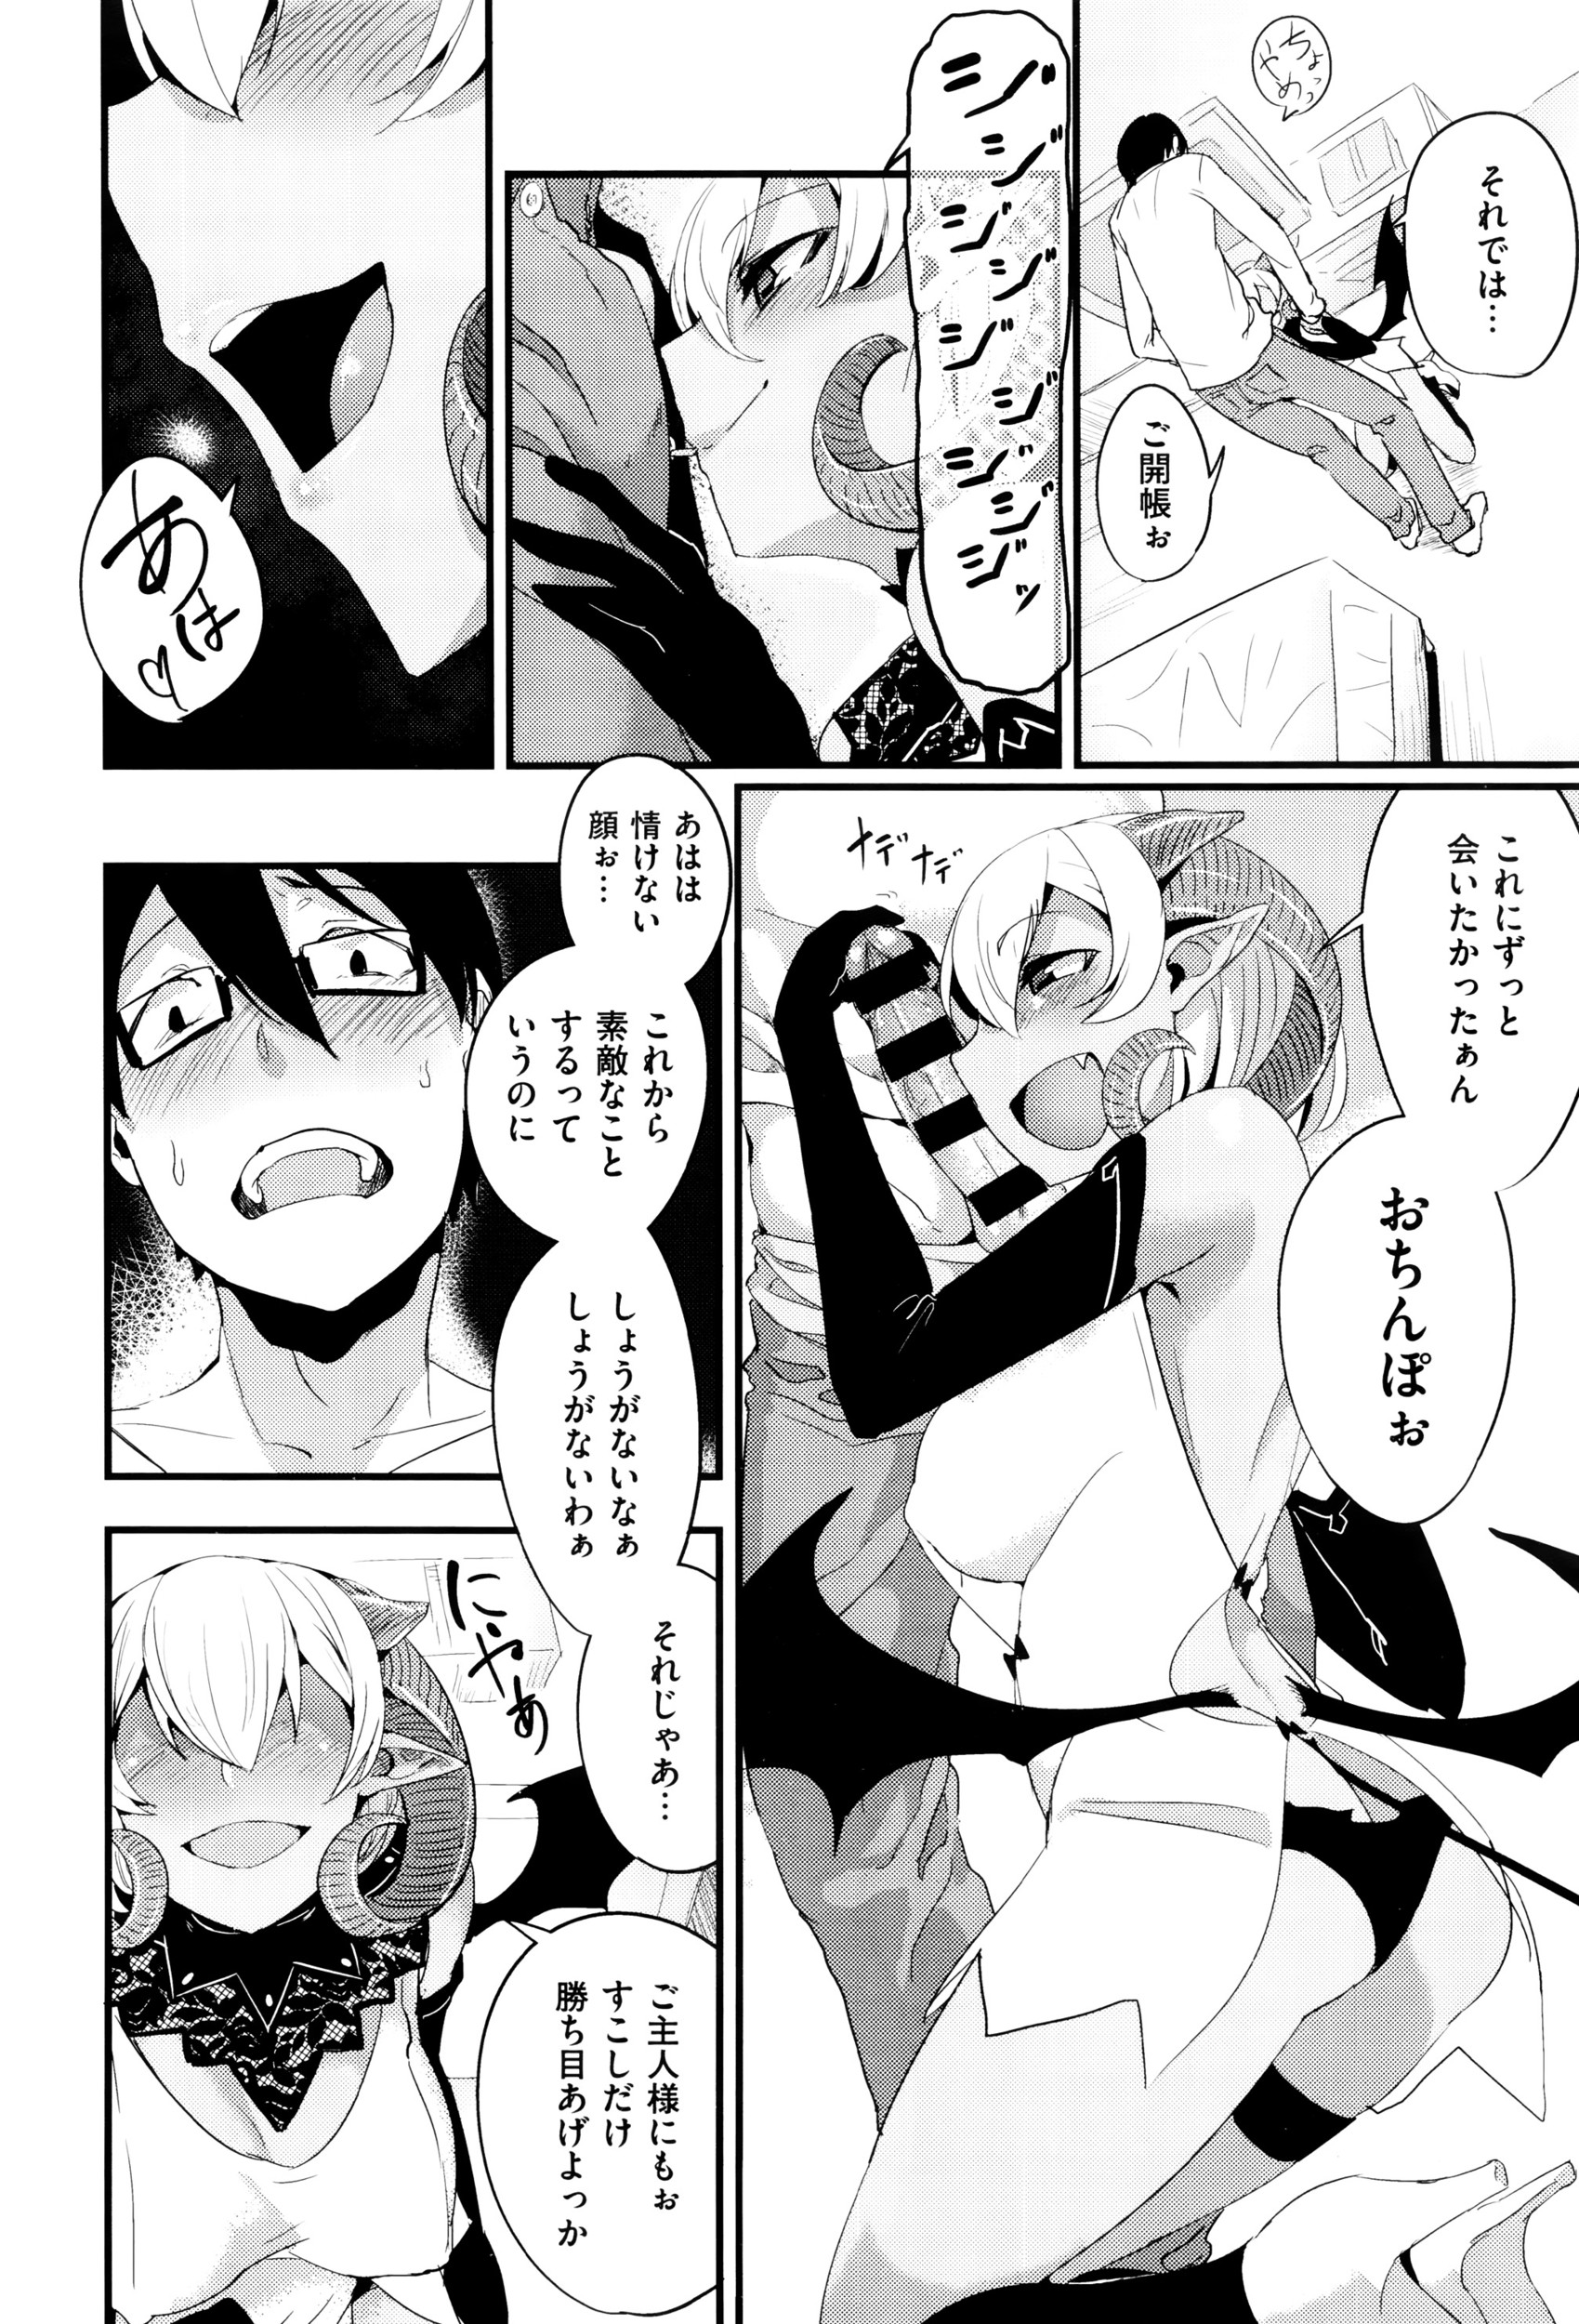 ちょっ
やめっ
それでは…
ご開帳ぉ
ジジジジジジジジジジジッ
あは♡
これにずっと
会いたかったぁん
おちんぽぉ
ナデナデ
あはは
情けない
顔ぉ…
これから
素敵なこと
するって
いうのに
しょうがないなぁ
しょうがないわぁ
それじゃあ…
にやあ
ご主人様にもぉ
すこしだけ
勝ち目あげよっか